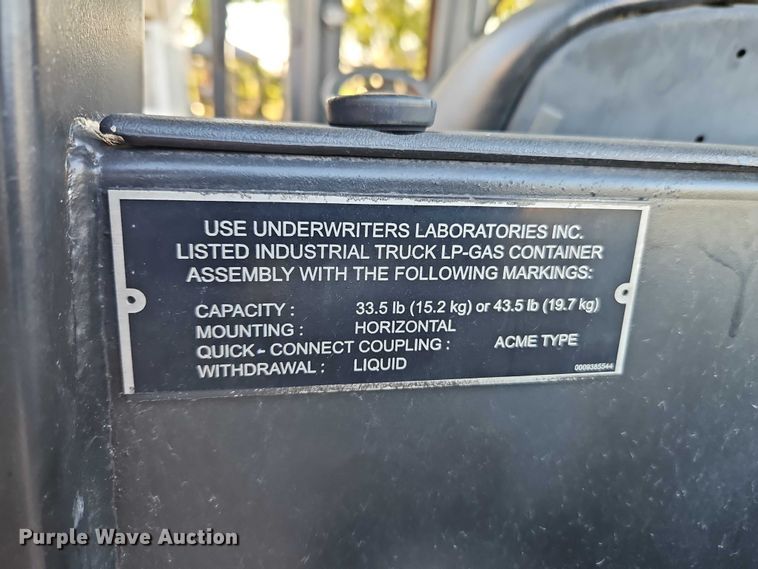 USE UNDERWRITERS LABORATORIES INC.
LISTED INDUSTRIAL TRUCK LP-GAS CONTAINER
ASSEMBLY WITH THE FOLLOWING MARKINGS:
CAPACITY : 33.5 lb (15.2 kg) or 43.5 lb (19.7 kg)
MOUNTING : HORIZONTAL
QUICK - CONNECT COUPLING : ACME TYPE
WITHDRAWAL : LIQUID
0009385544
Purple Wave Auction